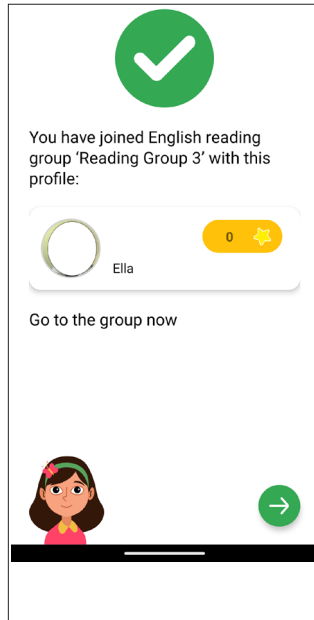 You have joined English reading
group ‘Reading Group 3’ with this
profile:
0
Ella
Go to the group now